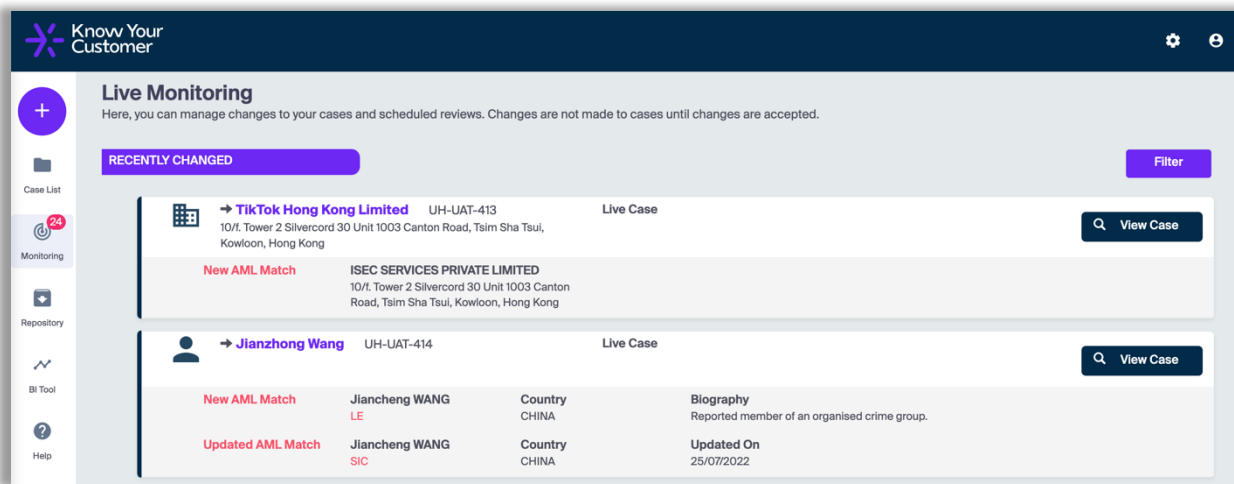 Know Your
Customer
Live Monitoring
Here, you can manage changes to your cases and scheduled reviews. Changes are not made to cases until changes are accepted.
RECENTLY CHANGED
Filter
Case List
24
Monitoring
Repository
BI Tool
Help
➔ TikTok Hong Kong Limited UH-UAT-413 Live Case
10/f. Tower 2 Silvercord 30 Unit 1003 Canton Road, Tsim Sha Tsui,
Kowloon, Hong Kong
View Case
New AML Match ISEC SERVICES PRIVATE LIMITED
10/f. Tower 2 Silvercord 30 Unit 1003 Canton
Road, Tsim Sha Tsui, Kowloon, Hong Kong
➔ Jianzhong Wang UH-UAT-414 Live Case
View Case
New AML Match Jiancheng WANG Country Biography
LE CHINA Reported member of an organised crime group.
Updated AML Match Jiancheng WANG Country Updated On
SIC CHINA 25/07/2022